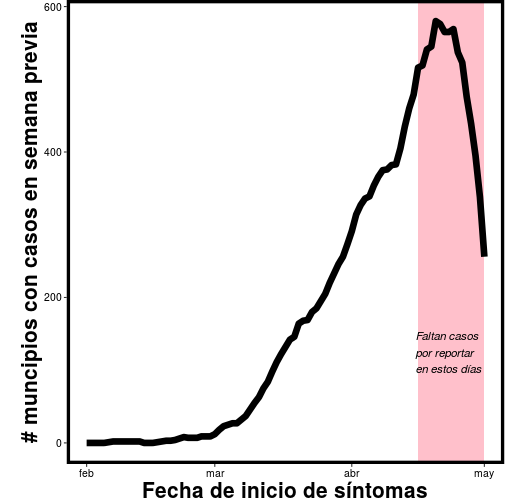 # muncipios con casos en semana previa
600
400
200
0
Faltan casos
por reportar
en estos días
feb
mar
abr
may
Fecha de inicio de síntomas